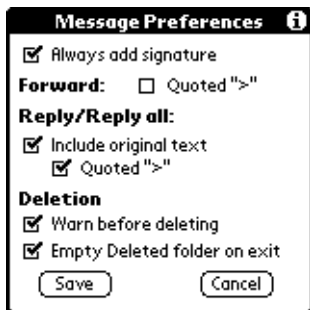 Message Preferences
Always add signature
Forward: Quoted ">"
Reply/Reply all:
Include original text
Quoted ">"
Deletion
Warn before deleting
Empty Deleted folder on exit
Save Cancel